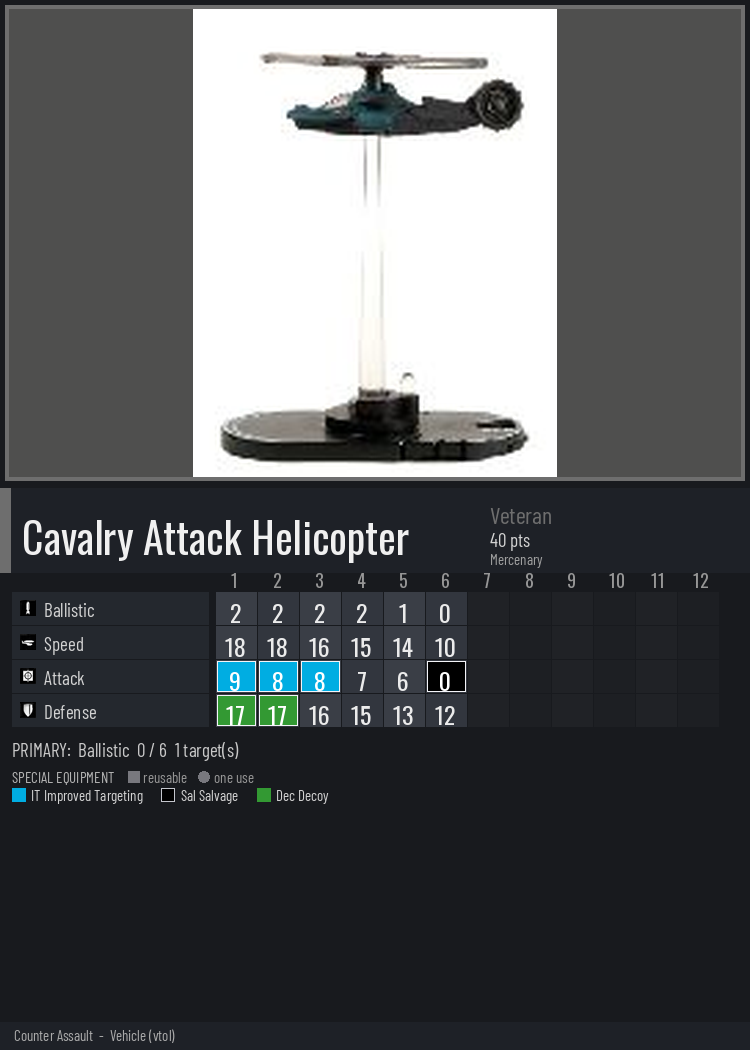 Cavalry Attack Helicopter
Veteran
40 pts
Mercenary
1 2 3 4 5 6 7 8 9 10 11 12
Ballistic 2 2 2 2 1 0
Speed 18 18 16 15 14 10
Attack 9 8 8 7 6 0
Defense 17 17 16 15 13 12
PRIMARY: Ballistic 0 / 6 1 target(s)
SPECIAL EQUIPMENT reusable one use
IT Improved Targeting Sal Salvage Dec Decoy
Counter Assault - Vehicle (vtol)